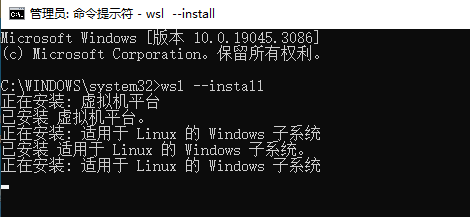 管理员: 命令提示符 - wsl  --install
Microsoft Windows [版本 10.0.19045.3086]
(c) Microsoft Corporation。保留所有权利。
C:\WINDOWS\system32>wsl --install
正在安装: 虚拟机平台
已安装 虚拟机平台。
正在安装: 适用于 Linux 的 Windows 子系统
已安装 适用于 Linux 的 Windows 子系统。
正在安装: 适用于 Linux 的 Windows 子系统